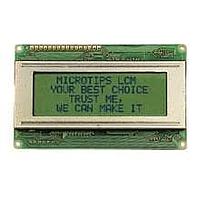 MICROTIPS LCM
YOUR BEST CHOICE
TRUST ME,
WE CAN MAKE IT